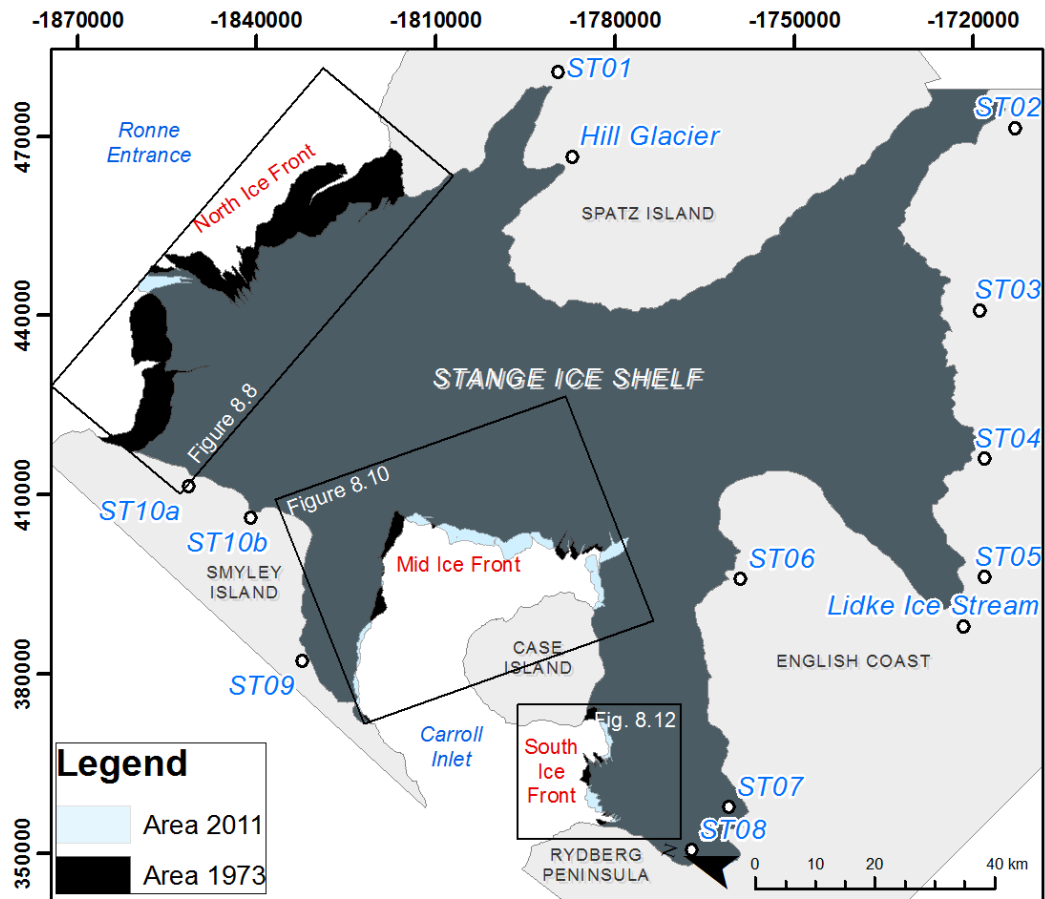 -1870000 -1840000 -1810000 -1780000 -1750000 -1720000
470000
440000
410000
380000
350000
Ronne
Entrance
North Ice Front
ST01
Hill Glacier
SPATZ ISLAND
ST02
ST03
STANGE ICE SHELF
Figure 8.8
ST04
ST10a
ST10b
Figure 8.10
Mid Ice Front
SMYLEY
ISLAND
ST06
ST05
Lidke Ice Stream
CASE
ISLAND
ENGLISH COAST
ST09
Carroll
Inlet
Fig. 8.12
South
Ice
Front
ST07
ST08
N
RYDBERG
PENINSULA
Legend
Area 2011
Area 1973
0 10 20 40 km